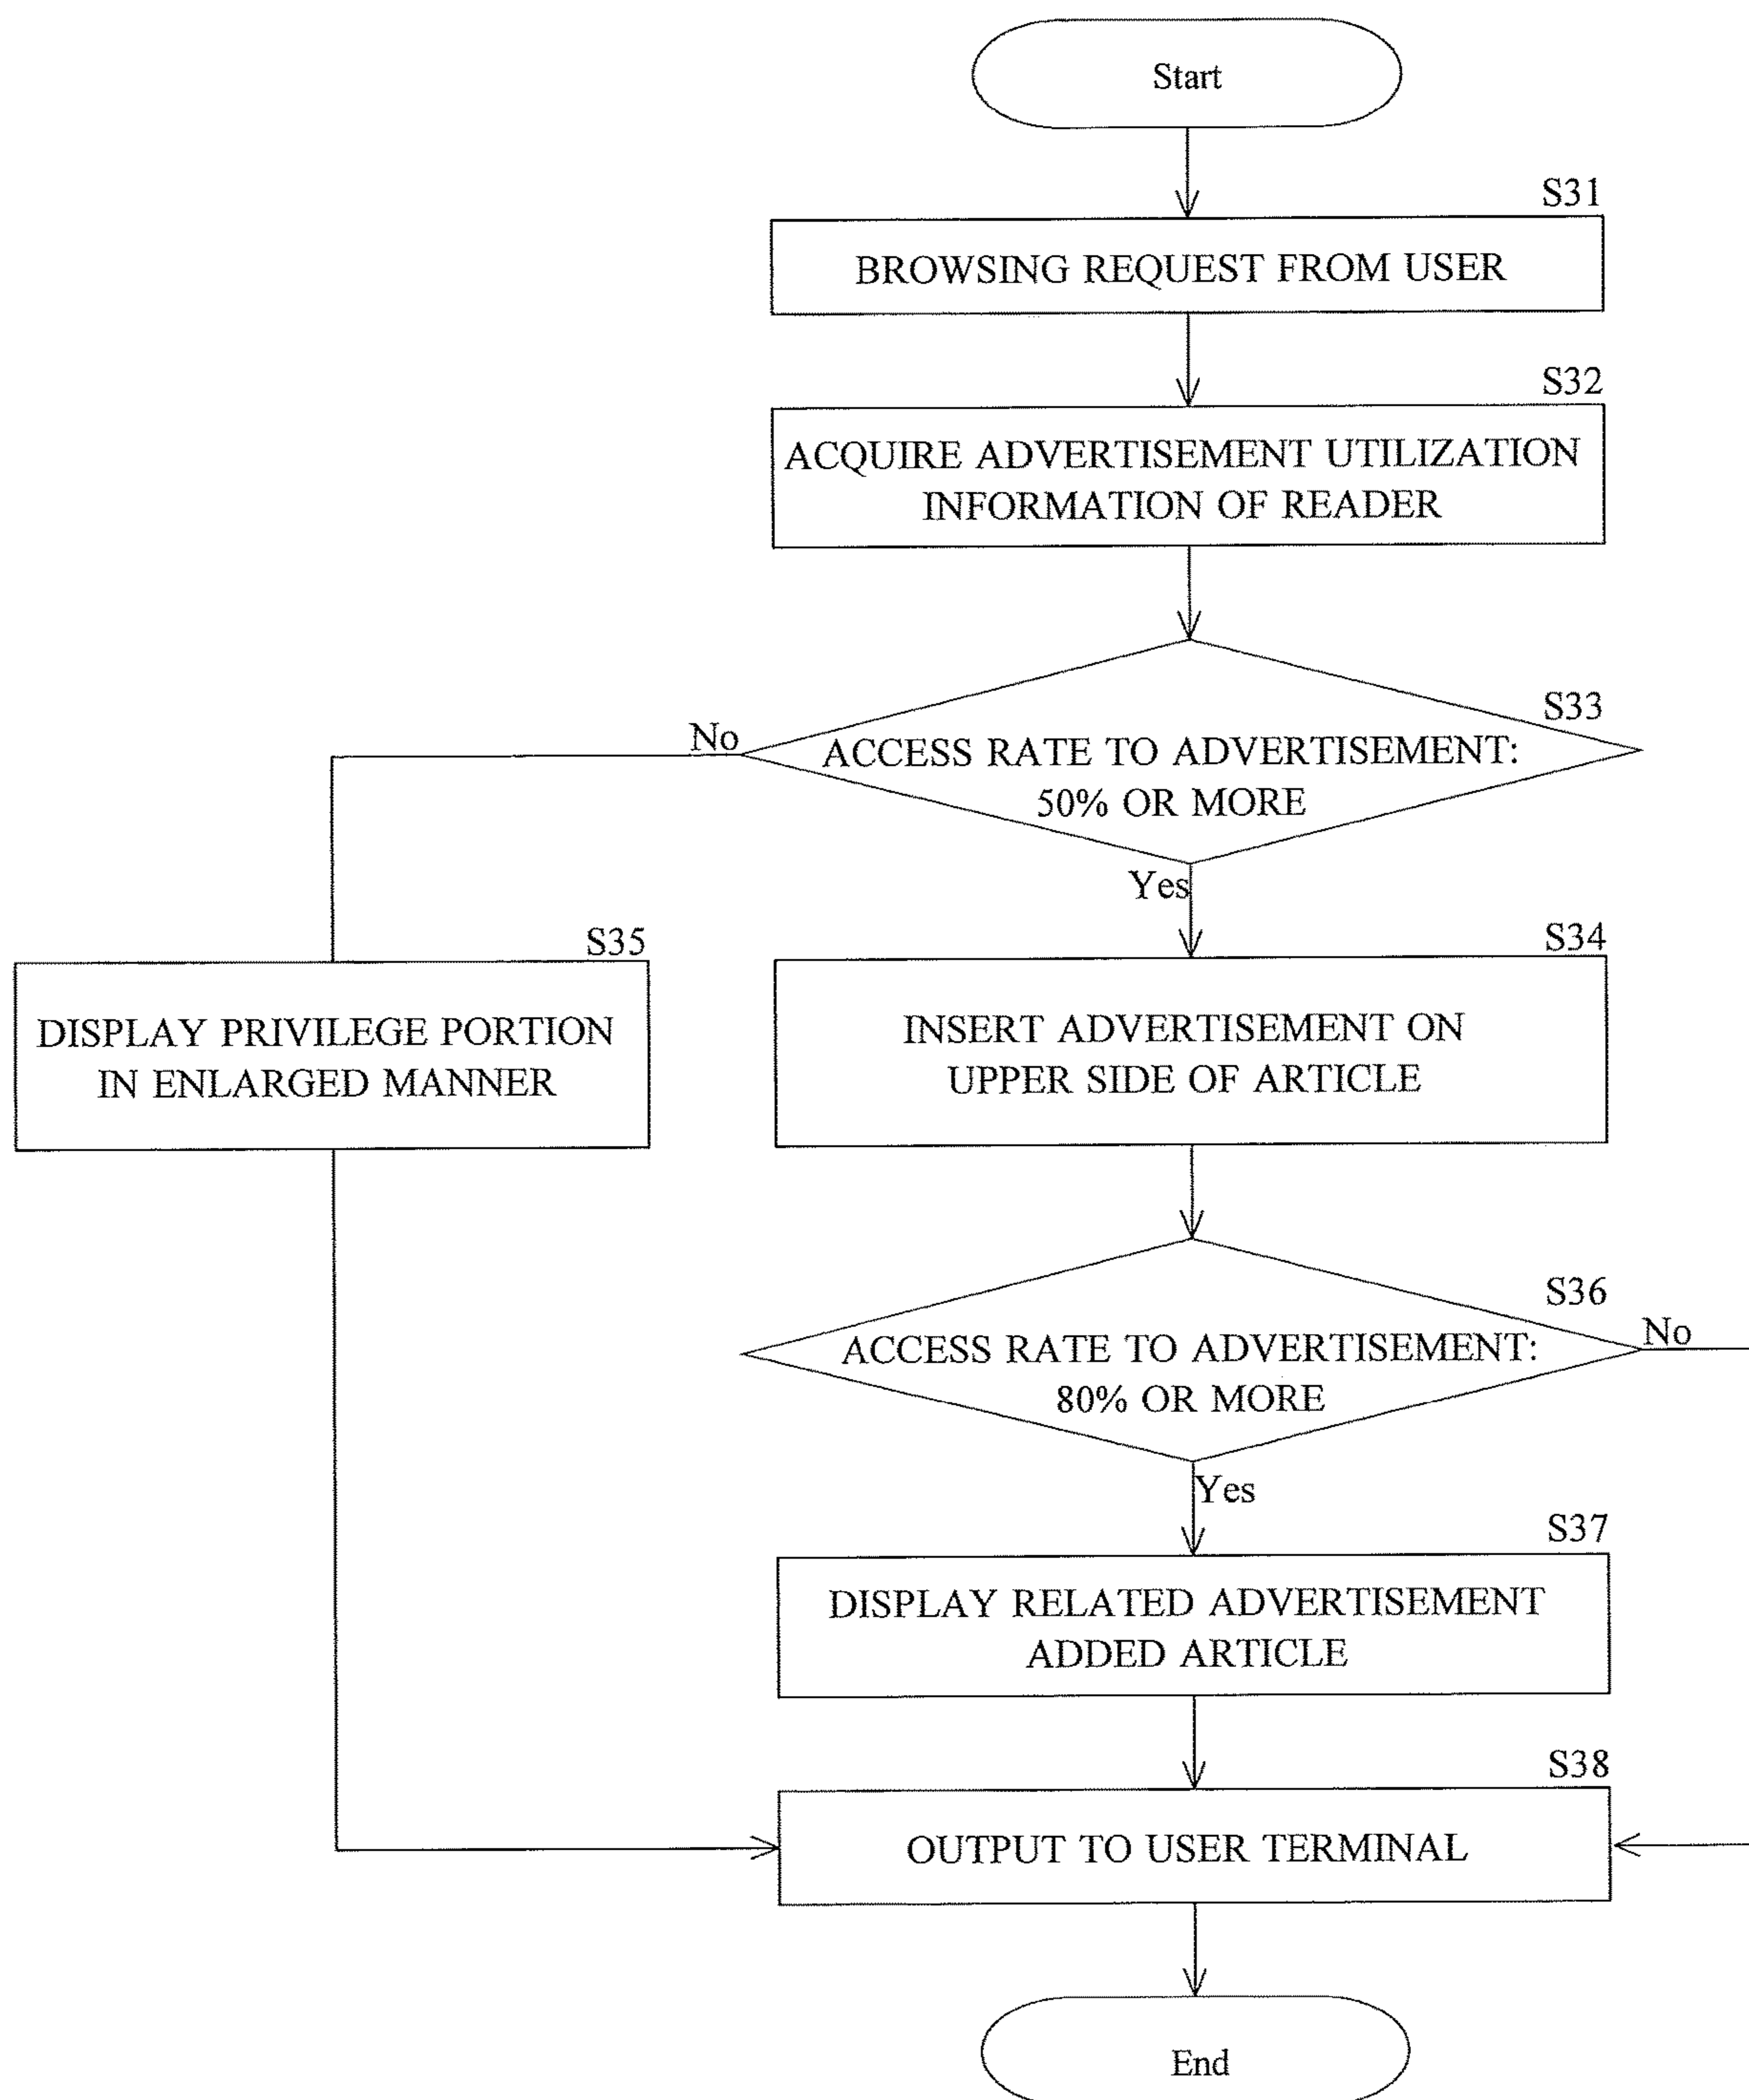 Start
S31
BROWSING REQUEST FROM USER
S32
ACQUIRE ADVERTISEMENT UTILIZATION
INFORMATION OF READER
S33
No
ACCESS RATE TO ADVERTISEMENT:
50% OR MORE
Yes
S35
DISPLAY PRIVILEGE PORTION
IN ENLARGED MANNER
S34
INSERT ADVERTISEMENT ON
UPPER SIDE OF ARTICLE
S36
No
ACCESS RATE TO ADVERTISEMENT:
80% OR MORE
Yes
S37
DISPLAY RELATED ADVERTISEMENT
ADDED ARTICLE
S38
OUTPUT TO USER TERMINAL
End